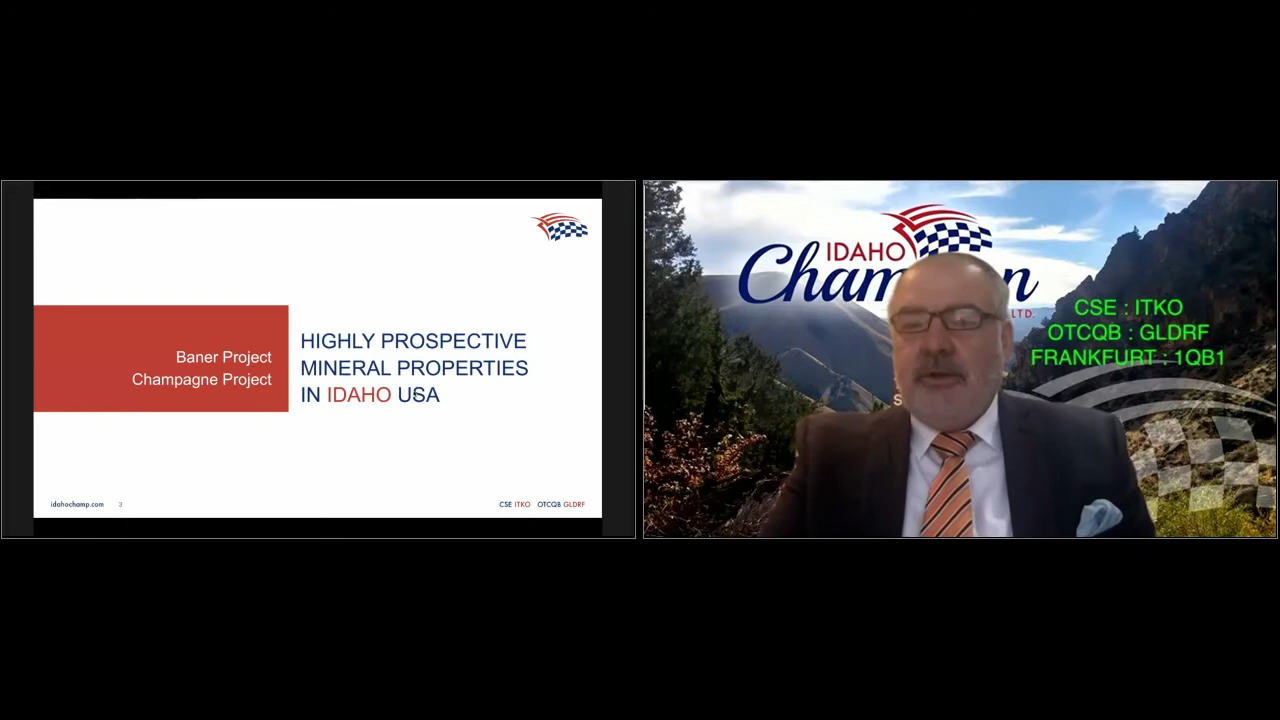 Baner Project
Champagne Project
HIGHLY PROSPECTIVE
MINERAL PROPERTIES
IN IDAHO USA
idahochamp.com 3
CSE ITKO OTCQB GLDRF
IDAHO
LTD.
CSE : ITKO
OTCQB : GLDRF
FRANKFURT : 1QB1